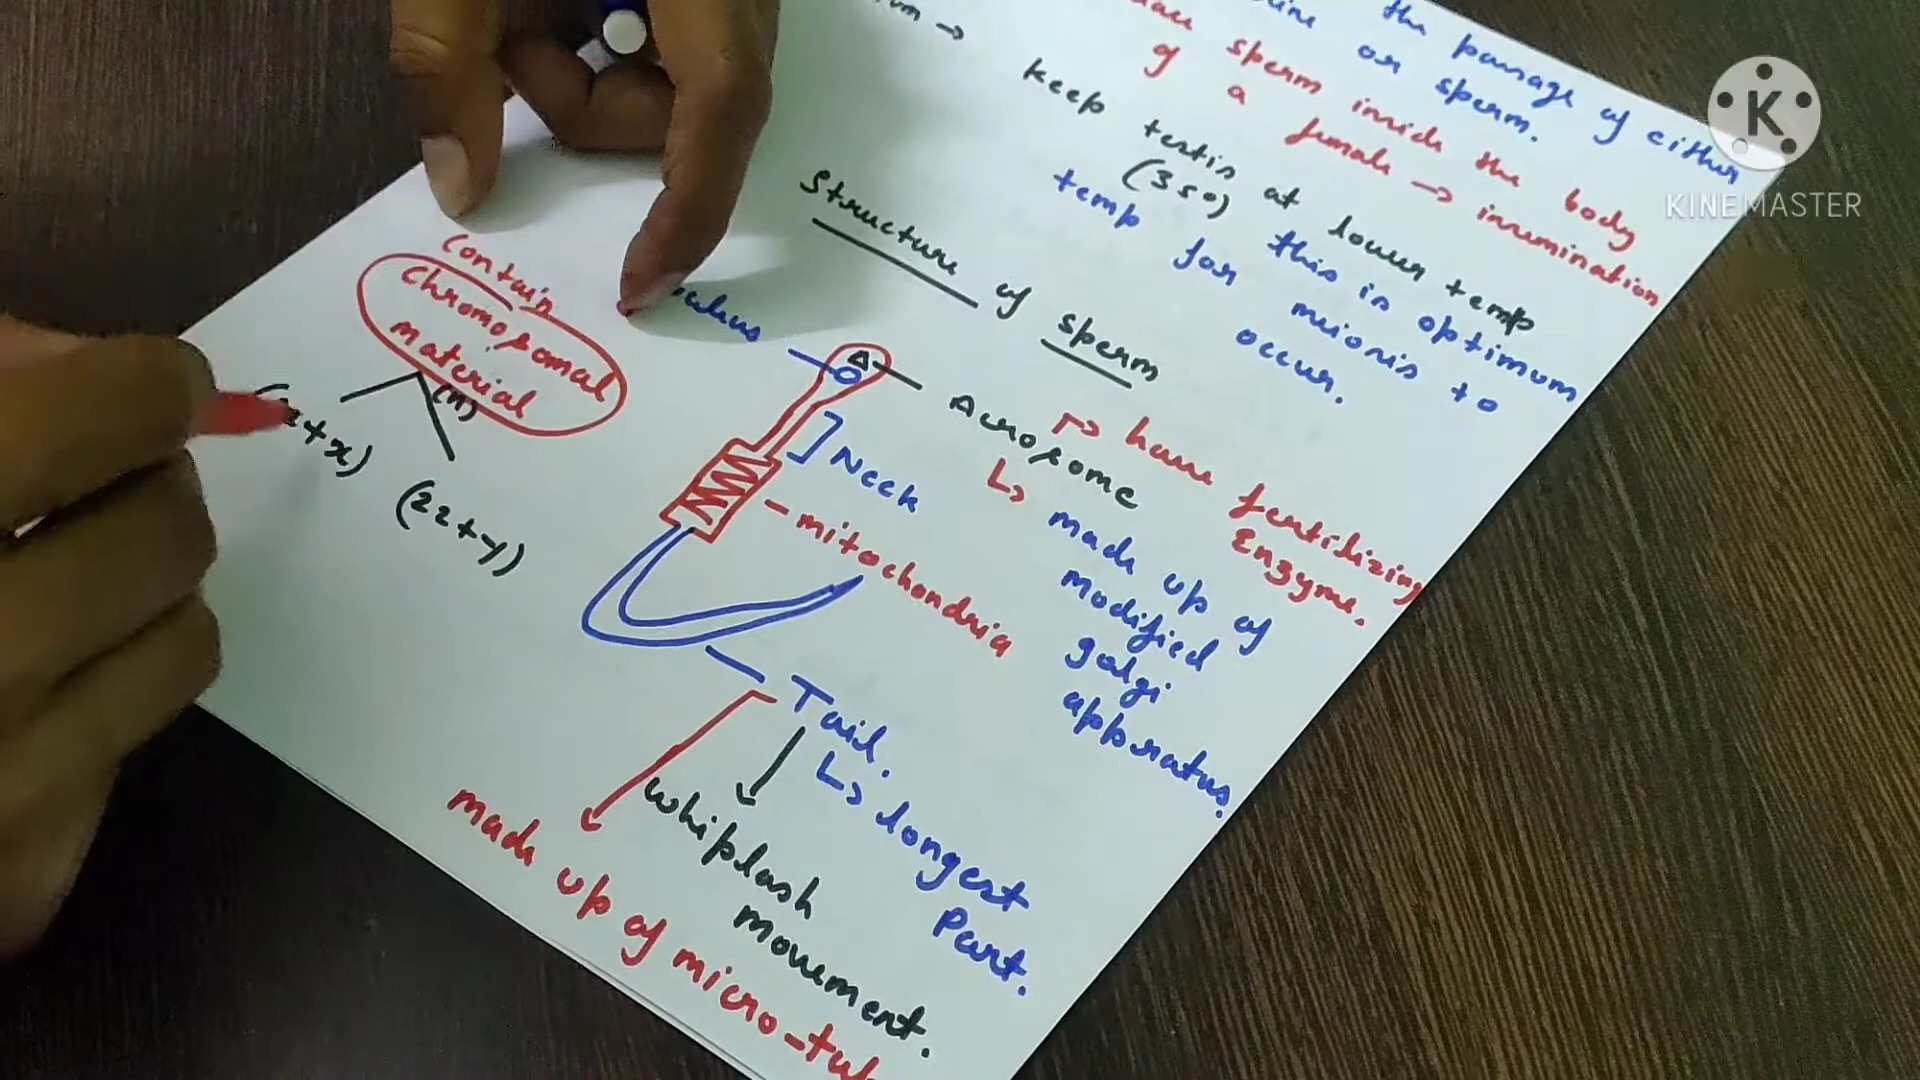 the passage of either
or sperm.
sperm inside the body
of a female → insemination
→ keep testis at lower temp
(35°) this is optimum
temp for meiosis to
occur.
Structure of sperm
contain
chromosomal
material
(n)
+x)
(22+y)
Acrosome
→ have fertilizing
Enzyme.
↳ made up of
modified
golgi
apparatus.
Neck
mitochondria
Tail.
↳ longest
Part.
whiplash
movement.
made up of micro-tub
K
KINEMASTER